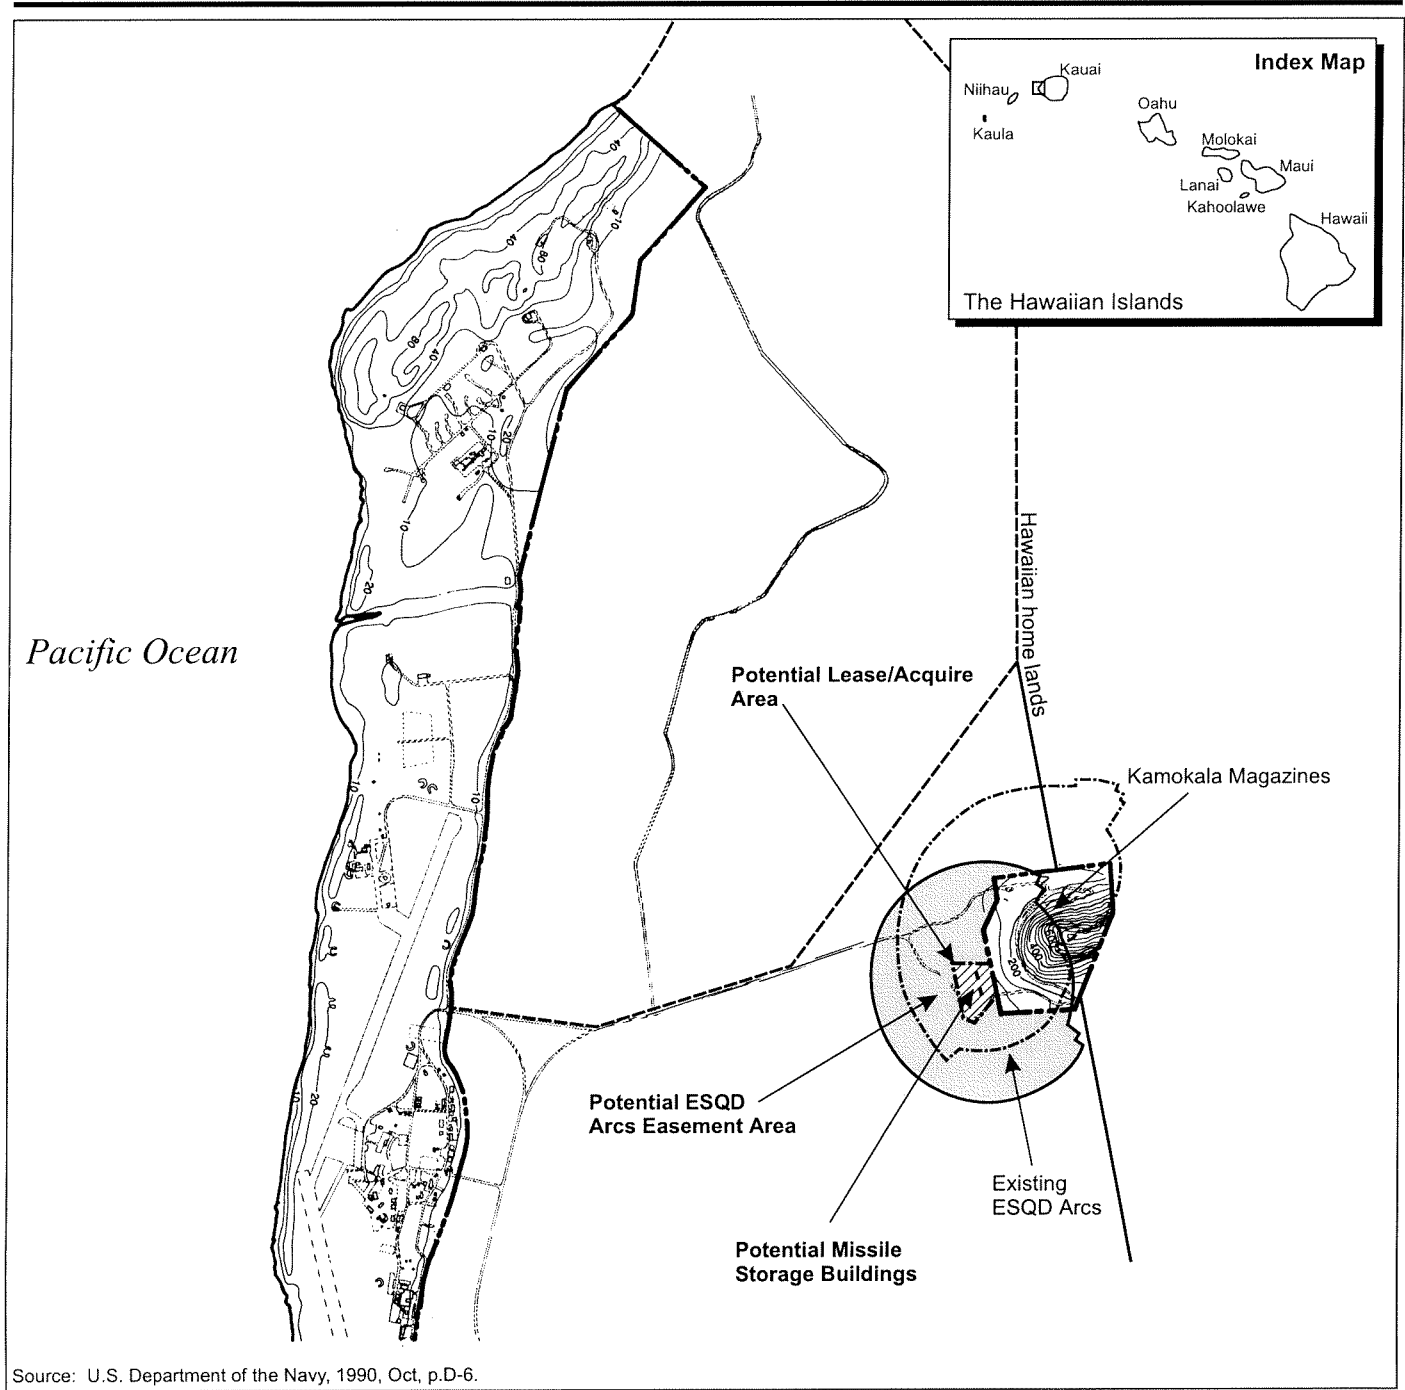 Index Map
Kauai
Niihau
Kaula
Oahu
Molokai
Maui
Lanai
Kahoolawe
Hawaii
The Hawaiian Islands
40
10
40
80
80
40
20
10
10
20
Pacific Ocean
Hawaiian home lands
Potential Lease/Acquire
Area
Kamokala Magazines
10
10
200
400
10
20
Potential ESQD
Arcs Easement Area
Existing
ESQD Arcs
Potential Missile
Storage Buildings
Source: U.S. Department of the Navy, 1990, Oct, p.D-6.